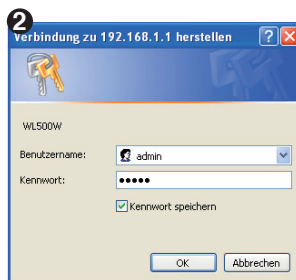 2
Verbindung zu 192.168.1.1 herstellen
WL500W
Benutzername:
admin
Kennwort:
•••••
Kennwort speichern
OK
Abbrechen